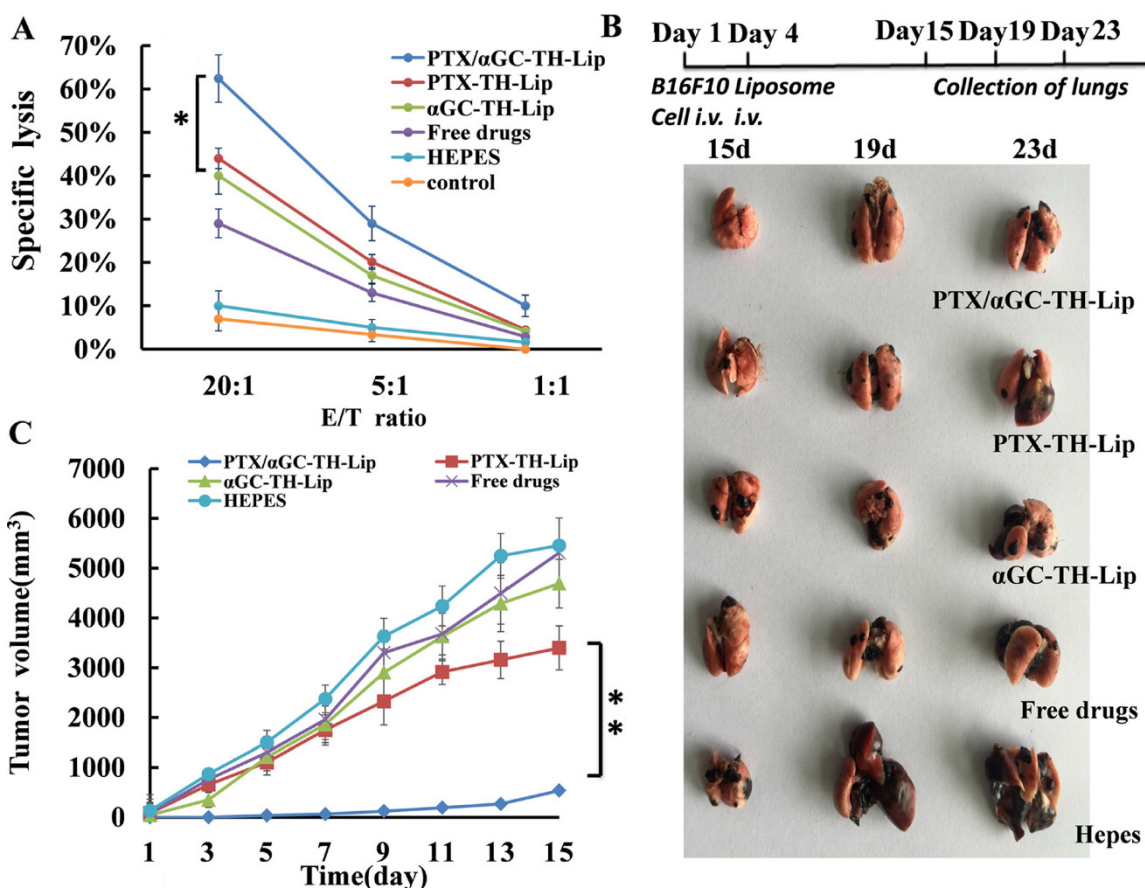 A
Specific lysis
70%
60%
50%
40%
30%
20%
10%
0%
*
PTX/αGC-TH-Lip
PTX-TH-Lip
αGC-TH-Lip
Free drugs
HEPES
control
20:1 5:1 1:1
E/T ratio
B
Day 1 Day 4 Day15 Day19 Day23
B16F10 Liposome Collection of lungs
Cell i.v. i.v.
15d 19d 23d
PTX/αGC-TH-Lip
PTX-TH-Lip
αGC-TH-Lip
Free drugs
Hepes
C
Tumor volume(mm³)
7000
6000
5000
4000
3000
2000
1000
0
PTX/αGC-TH-Lip PTX-TH-Lip
αGC-TH-Lip Free drugs
HEPES
*
*
1 3 5 7 9 11 13 15
Time(day)